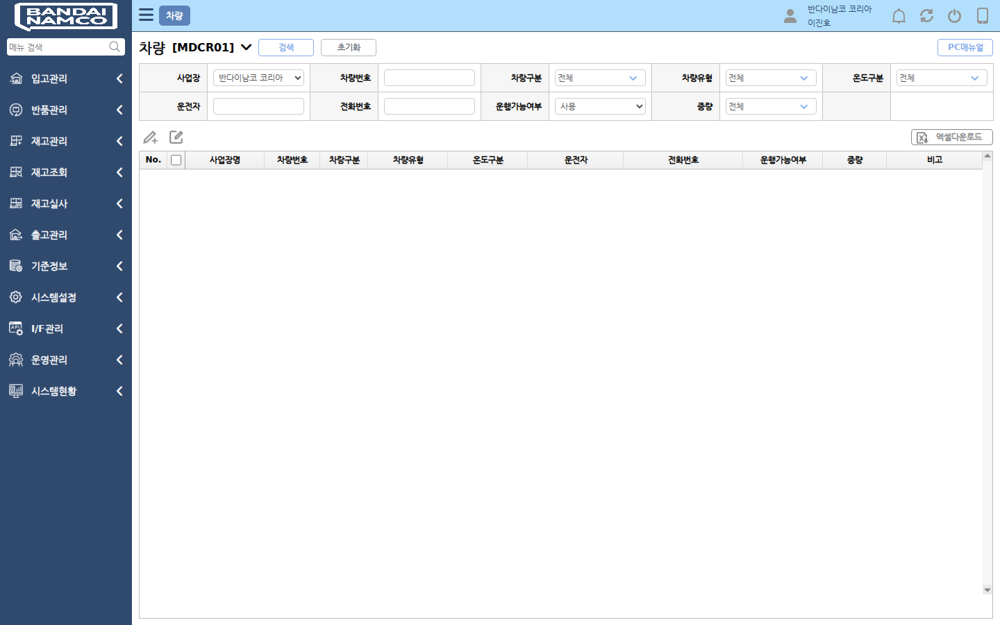 BANDAI
NAMCO
차량
반다이남코 코리아
이진호
메뉴 검색
차량 [MDCR01]
검색
초기화
PC매뉴얼
입고관리
반품관리
재고관리
재고조회
재고실사
출고관리
기준정보
시스템설정
I/F관리
운영관리
시스템현황
사업장 반다이남코 코리아 차량번호 차량구분 전체 차량유형 전체 온도구분 전체
운전자 전화번호 운행가능여부 사용 중량 전체
엑셀다운로드
No. 사업장명 차량번호 차량구분 차량유형 온도구분 운전자 전화번호 운행가능여부 중량 비고